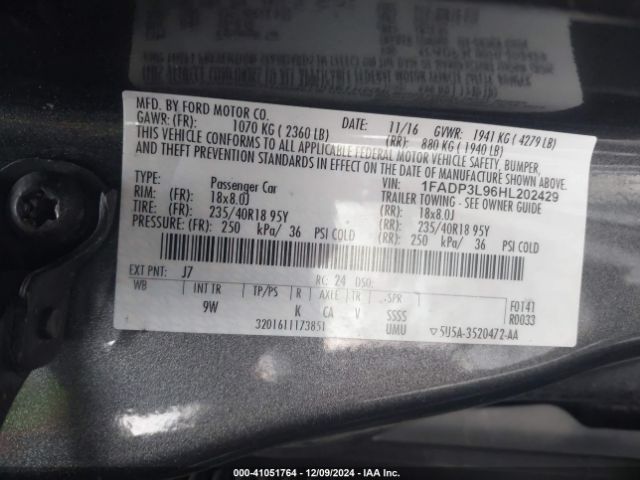 MFD. BY FORD MOTOR CO.
DATE: 11/16 GVWR: 1941 KG ( 4279 LB)
GAWR: (FR): 1070 KG ( 2360 LB) (RR): 880 KG ( 1940 LB)
THIS VEHICLE CONFORMS TO ALL APPLICABLE FEDERAL MOTOR VEHICLE SAFETY, BUMPER,
AND THEFT PREVENTION STANDARDS IN EFFECT ON THE DATE OF MANUFACTURE SHOWN ABOVE.
VIN: 1FADP3L96HL202429
TYPE: Passenger Car TRAILER TOWING - SEE OWNER GUIDE
RIM: (FR): 18x8.0J (RR): 18x8.0J
TIRE: (FR): 235/40R18 95Y (RR): 235/40R18 95Y
PRESSURE: (FR): 250 kPa/ 36 PSI COLD (RR): 250 kPa/ 36 PSI COLD
EXT PNT: J7 RC: 24 DSO:
WB INT TR TP/PS R AXLE TR SPR F0141
9W K CA V SSSS R0033
3201611173851 UMU ▽5U5A-3520472-AA
000-41051764 - 12/09/2024 - IAA Inc.